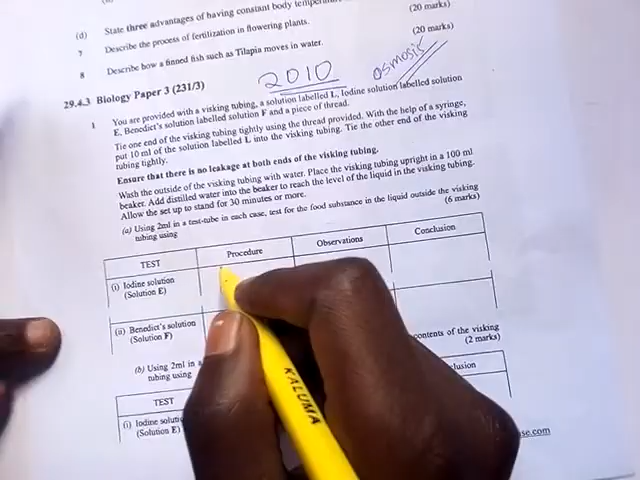 (d) State three advantages of having constant body
(20 marks)
7 Describe the process of fertilization in flowering plants.
(20 marks)
8 Describe how a finned fish such as Tilapia moves in water.
2010
osmosis
29.4.3 Biology Paper 3 (231/3)
1 You are provided with a visking tubing, a solution labelled L, Iodine solution labelled solution
E, Benedict's solution labelled solution F and a piece of thread.
Tie one end of the visking tubing tightly using the thread provided. With the help of a syringe,
put 10 ml of the solution labelled L into the visking tubing. Tie the other end of the visking
tubing tightly.
Ensure that there is no leakage at both ends of the visking tubing.
Wash the outside of the visking tubing with water. Place the visking tubing upright in a 100 ml
beaker. Add distilled water into the beaker to reach the level of the liquid in the visking tubing.
Allow the set up to stand for 30 minutes or more.
(a) Using 2ml in a test-tube in each case, test for the food substance in the liquid outside the visking
tubing using
(6 marks)
TEST Procedure Observations Conclusion
(i) Iodine solution
(Solution E)
(ii) Benedict's solution
(Solution F)
(b) Using 2ml in a contents of the visking
tubing using
(2 marks)
TEST
(i) Iodine
(Solution E)
KALUMA